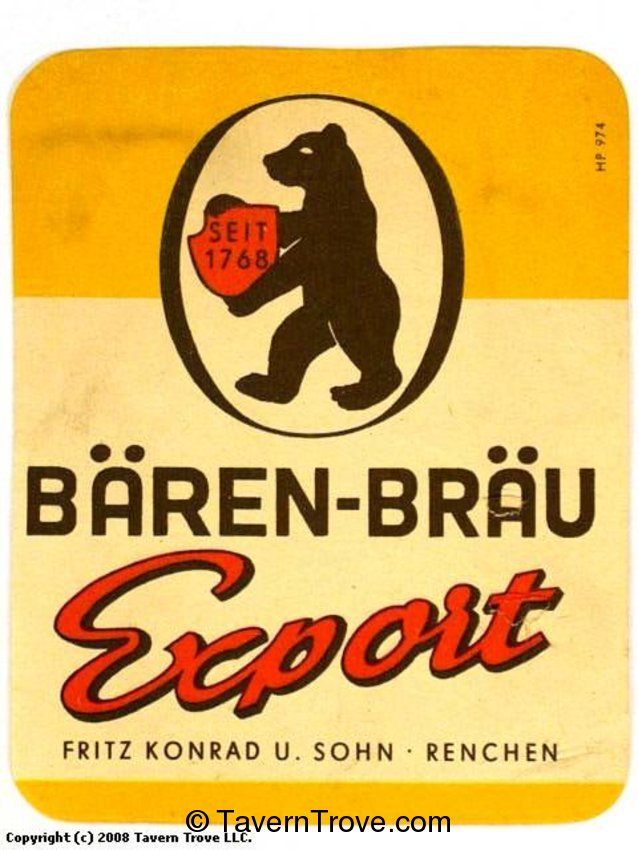 HP 974
SEIT
1768
BÄREN-BRÄU
Export
FRITZ KONRAD U. SOHN · RENCHEN
© TavernTrove.com
Copyright (c) 2008 Tavern Trove LLC.